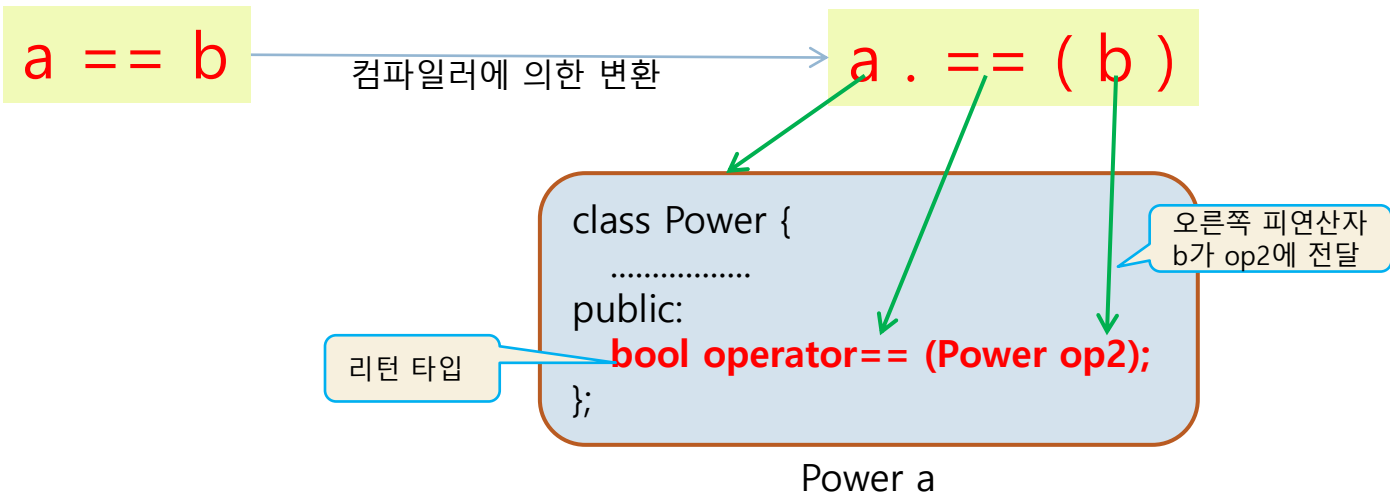 a == b
컴파일러에 의한 변환
a . == ( b )
class Power {
.................
public:
bool operator== (Power op2);
};
오른쪽 피연산자
b가 op2에 전달
리턴 타입
Power a